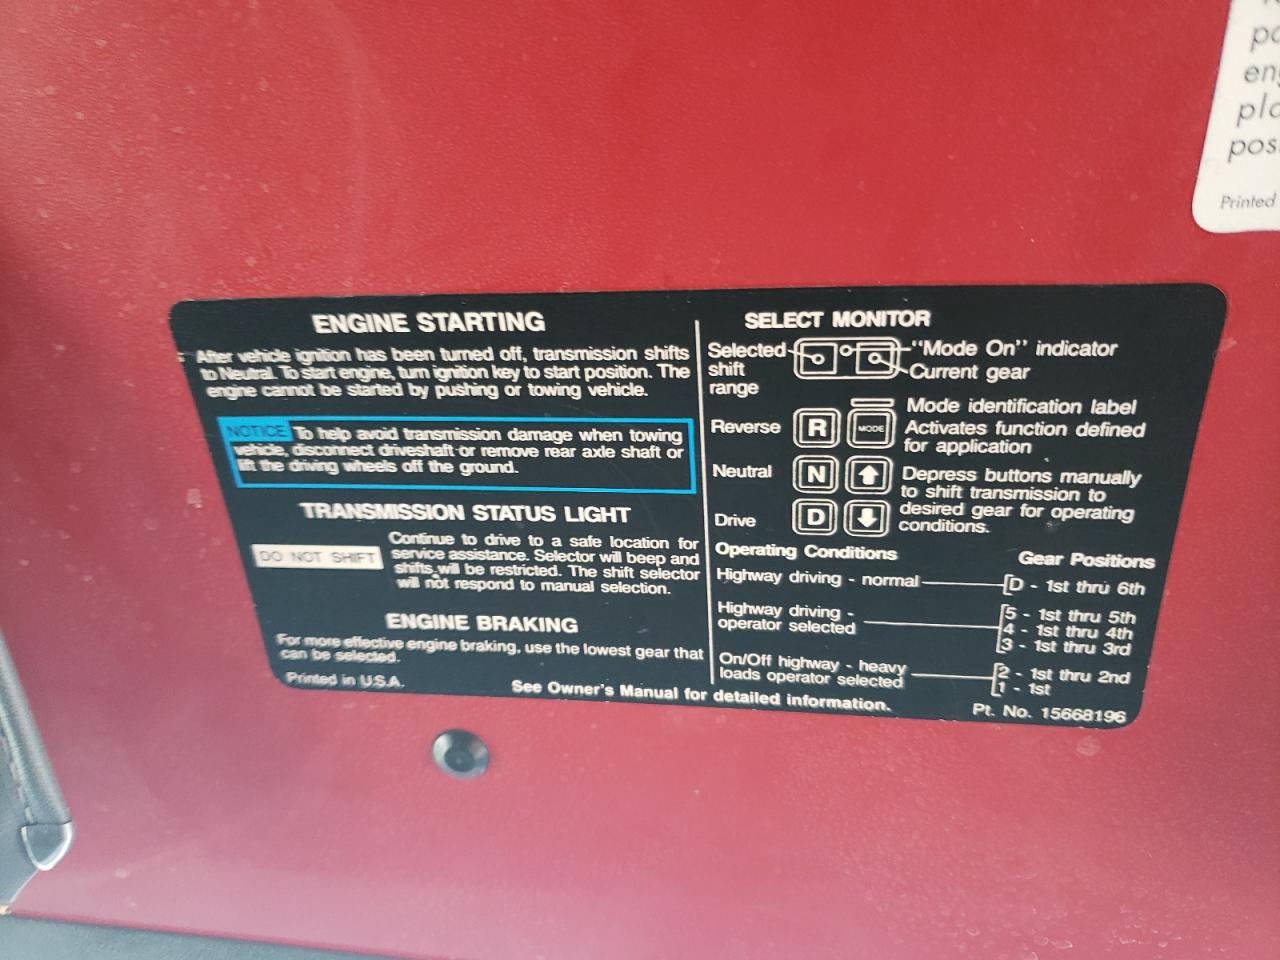 ENGINE STARTING
After vehicle ignition has been turned off, transmission shifts
to Neutral. To start engine, turn ignition key to start position. The
engine cannot be started by pushing or towing vehicle.
NOTICE To help avoid transmission damage when towing
vehicle, disconnect driveshaft or remove rear axle shaft or
lift the driving wheels off the ground.
TRANSMISSION STATUS LIGHT
DO NOT SHIFT
Continue to drive to a safe location for
service assistance. Selector will beep and
shifts will be restricted. The shift selector
will not respond to manual selection.
ENGINE BRAKING
For more effective engine braking, use the lowest gear that
can be selected.
Printed in U.S.A.
See Owner's Manual for detailed information.
SELECT MONITOR
Selected
shift
range
"Mode On" indicator
Current gear
Mode identification label
Reverse R MODE Activates function defined
for application
Neutral N Depress buttons manually
to shift transmission to
Drive D desired gear for operating
conditions.
Operating Conditions Gear Positions
Highway driving - normal D - 1st thru 6th
Highway driving -
operator selected
5 - 1st thru 5th
4 - 1st thru 4th
3 - 1st thru 3rd
On/Off highway - heavy
loads operator selected
2 - 1st thru 2nd
1 - 1st
Pt. No. 15668196
Printed